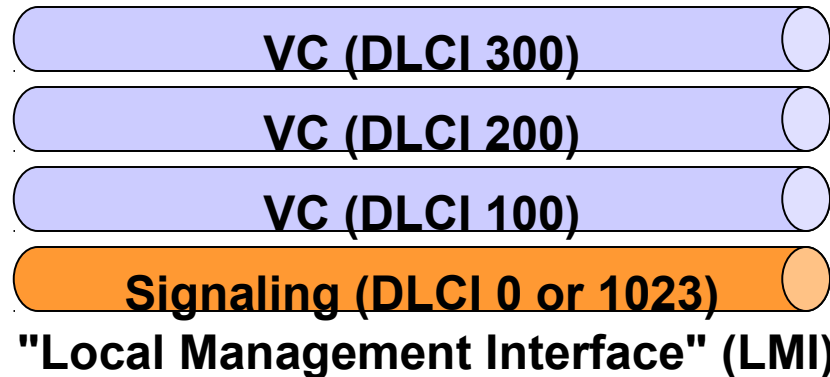 VC (DLCI 300)
VC (DLCI 200)
VC (DLCI 100)
Signaling (DLCI 0 or 1023)
"Local Management Interface" (LMI)